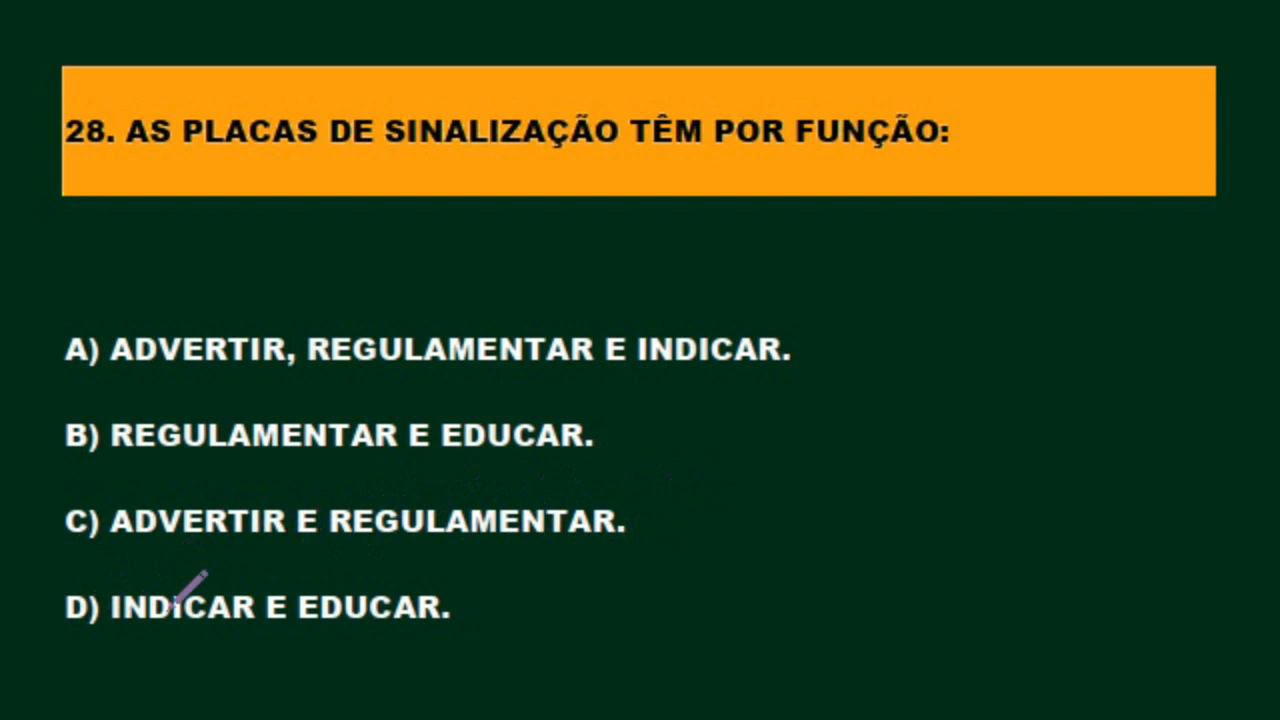 28. AS PLACAS DE SINALIZAÇÃO TÊM POR FUNÇÃO:
A) ADVERTIR, REGULAMENTAR E INDICAR.
B) REGULAMENTAR E EDUCAR.
C) ADVERTIR E REGULAMENTAR.
D) INDICAR E EDUCAR.